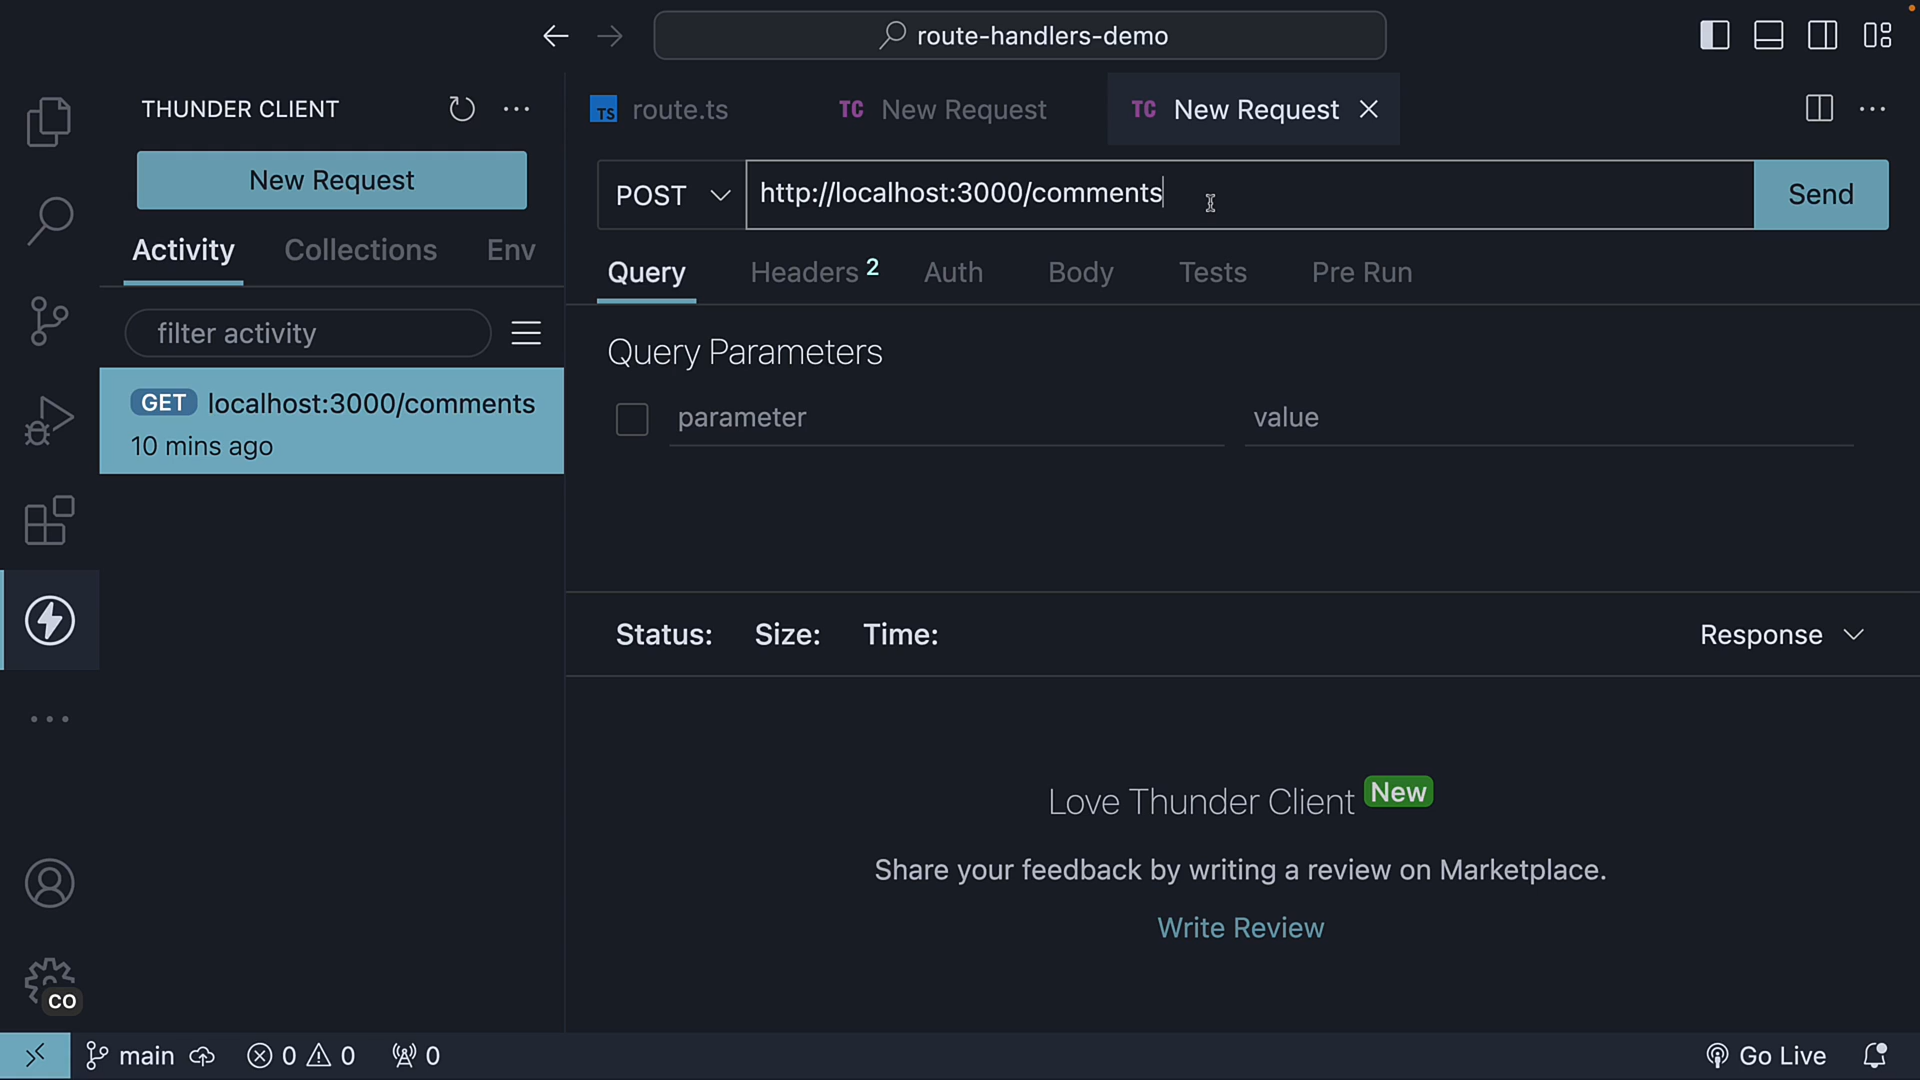 route-handlers-demo
THUNDER CLIENT
New Request
Activity Collections Env
filter activity
GET localhost:3000/comments
10 mins ago
CO
TS route.ts
TC New Request
TC New Request
POST http://localhost:3000/comments Send
Query Headers 2 Auth Body Tests Pre Run
Query Parameters
parameter value
Status: Size: Time: Response
Love Thunder Client New
Share your feedback by writing a review on Marketplace.
Write Review
main 0 0 0 Go Live